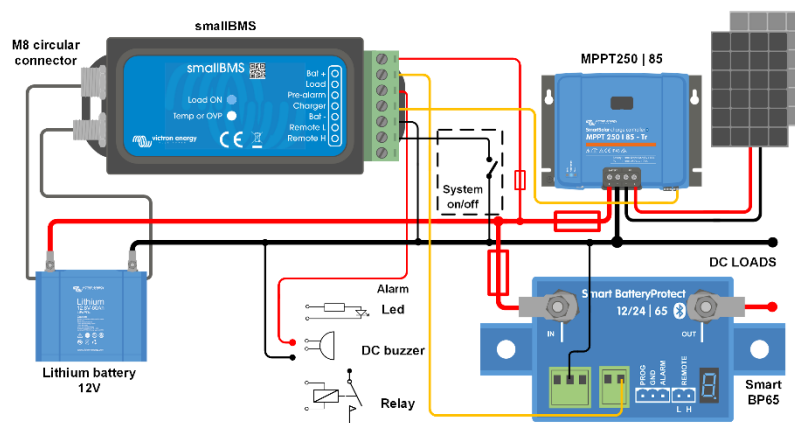 smallBMS
M8 circular
connector
smallBMS
Load ON
Temp or OVP
victron energy
Bat +
Load
Pre-alarm
Charger
Bat -
Remote L
Remote H
MPPT250 | 85
SmartSolar charge controller
MPPT 250 | 85 - Tr
System
on/off
DC LOADS
Lithium
Lithium battery
12V
Alarm
Led
DC buzzer
Relay
Smart BatteryProtect
12/24 | 65
IN
OUT
PROG
GND
ALARM
REMOTE
L H
Smart
BP65